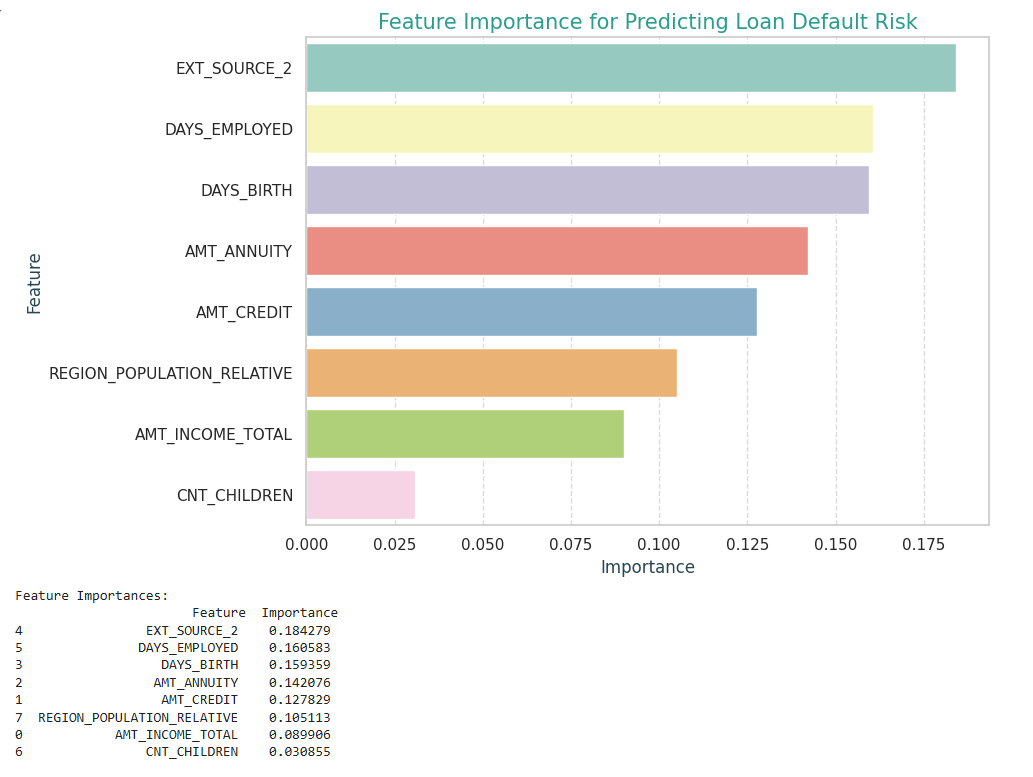 Feature Importance for Predicting Loan Default Risk
EXT_SOURCE_2
DAYS_EMPLOYED
DAYS_BIRTH
AMT_ANNUITY
AMT_CREDIT
REGION_POPULATION_RELATIVE
AMT_INCOME_TOTAL
CNT_CHILDREN
Feature
0.000 0.025 0.050 0.075 0.100 0.125 0.150 0.175
Importance
Feature Importances:
Feature Importance
4 EXT_SOURCE_2 0.184279
5 DAYS_EMPLOYED 0.160583
3 DAYS_BIRTH 0.159359
2 AMT_ANNUITY 0.142076
1 AMT_CREDIT 0.127829
7 REGION_POPULATION_RELATIVE 0.105113
0 AMT_INCOME_TOTAL 0.089906
6 CNT_CHILDREN 0.030855